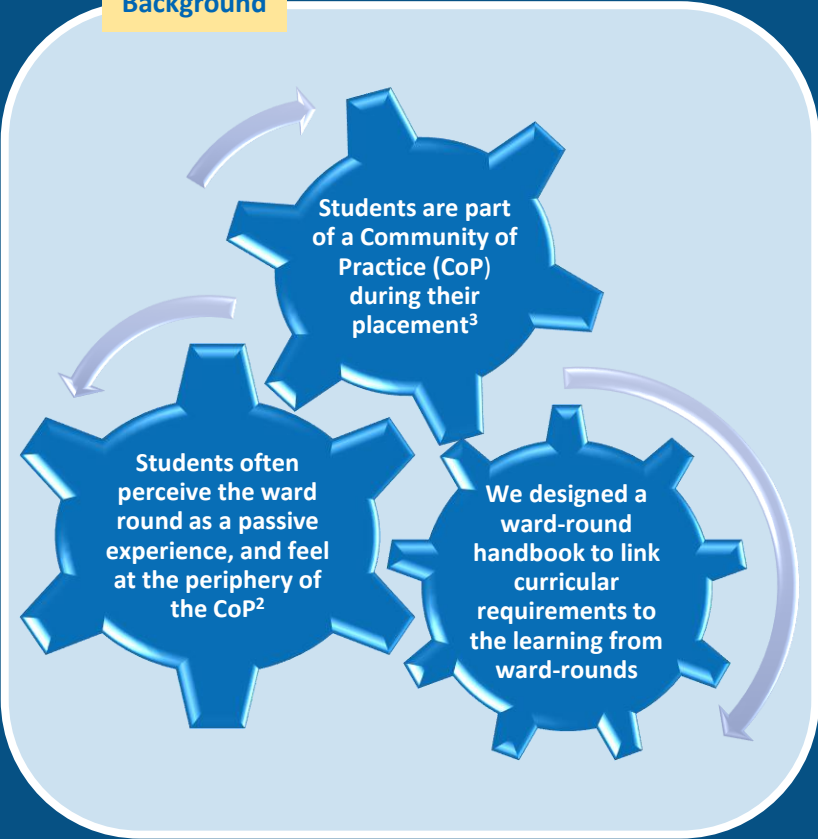 Background
Students are part
of a Community of
Practice (CoP)
during their
placement³
Students often
perceive the ward
round as a passive
experience, and feel
at the periphery of
the CoP²
We designed a
ward-round
handbook to link
curricular
requirements to
the learning from
ward-rounds